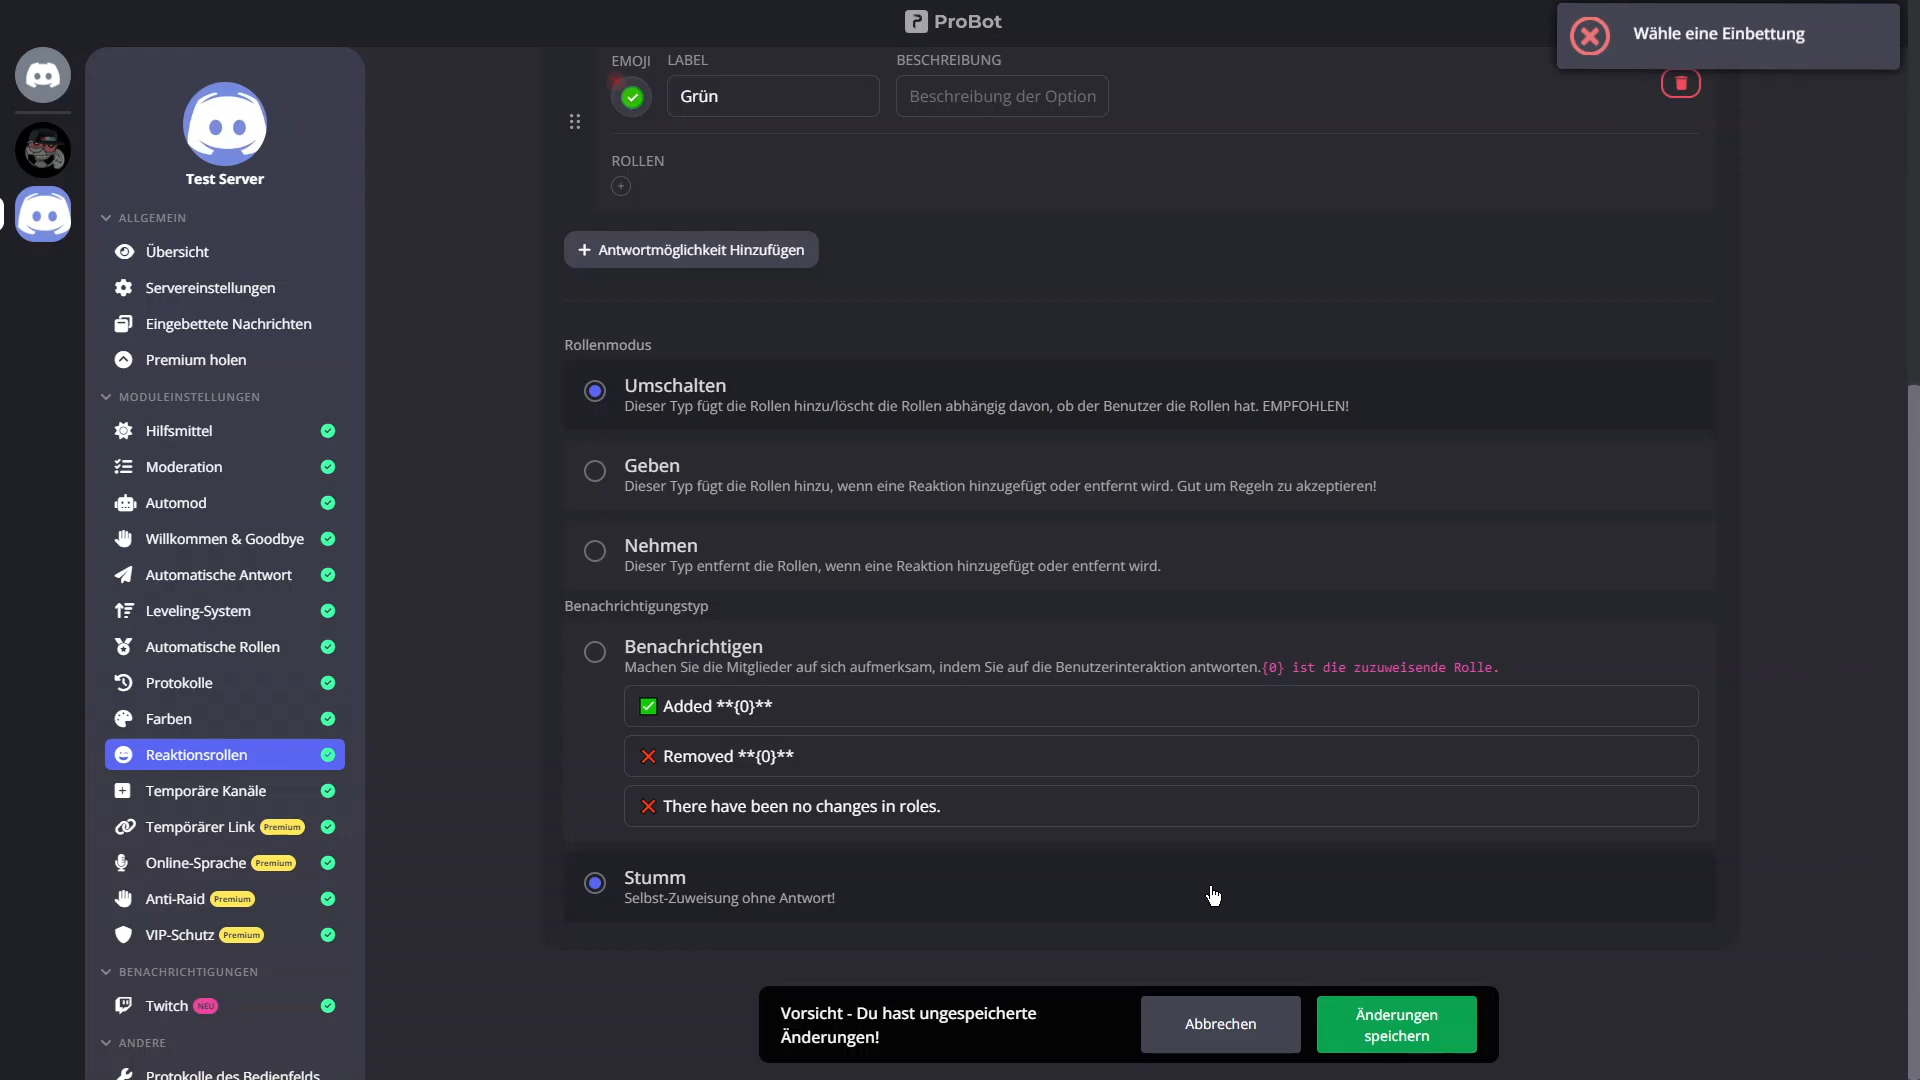 ProBot
Wähle eine Einbettung
Test Server
ALLGEMEIN
Übersicht
Servereinstellungen
Eingebettete Nachrichten
Premium holen
MODULEINSTELLUNGEN
Hilfsmittel
Moderation
Automod
Willkommen & Goodbye
Automatische Antwort
Leveling-System
Automatische Rollen
Protokolle
Farben
Reaktionsrollen
Temporäre Kanäle
Tempörärer Link Premium
Online-Sprache Premium
Anti-Raid Premium
VIP-Schutz Premium
BENACHRICHTIGUNGEN
Twitch NEU
ANDERE
Protokolle des Bedienfelds
EMOJI LABEL BESCHREIBUNG
Grün Beschreibung der Option
ROLLEN
+ Antwortmöglichkeit Hinzufügen
Rollenmodus
Umschalten
Dieser Typ fügt die Rollen hinzu/löscht die Rollen abhängig davon, ob der Benutzer die Rollen hat. EMPFOHLEN!
Geben
Dieser Typ fügt die Rollen hinzu, wenn eine Reaktion hinzugefügt oder entfernt wird. Gut um Regeln zu akzeptieren!
Nehmen
Dieser Typ entfernt die Rollen, wenn eine Reaktion hinzugefügt oder entfernt wird.
Benachrichtigungstyp
Benachrichtigen
Machen Sie die Mitglieder auf sich aufmerksam, indem Sie auf die Benutzerinteraktion antworten.{0} ist die zuzuweisende Rolle.
✅ Added **{0}**
❌ Removed **{0}**
❌ There have been no changes in roles.
Stumm
Selbst-Zuweisung ohne Antwort!
Vorsicht - Du hast ungespeicherte
Änderungen!
Abbrechen
Änderungen
speichern